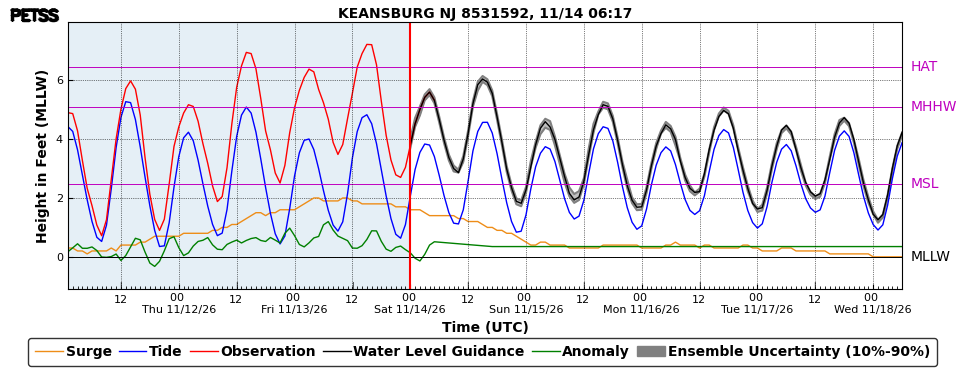 PETSS
KEANSBURG NJ 8531592, 11/14 06:17
Height in Feet (MLLW)
6
4
2
0
HAT
MHHW
MSL
MLLW
12 00 12 00 12 00 12 00 12 00 12 00 12 00
Thu 11/12/26 Fri 11/13/26 Sat 11/14/26 Sun 11/15/26 Mon 11/16/26 Tue 11/17/26 Wed 11/18/26
Time (UTC)
Surge Tide Observation Water Level Guidance Anomaly Ensemble Uncertainty (10%-90%)